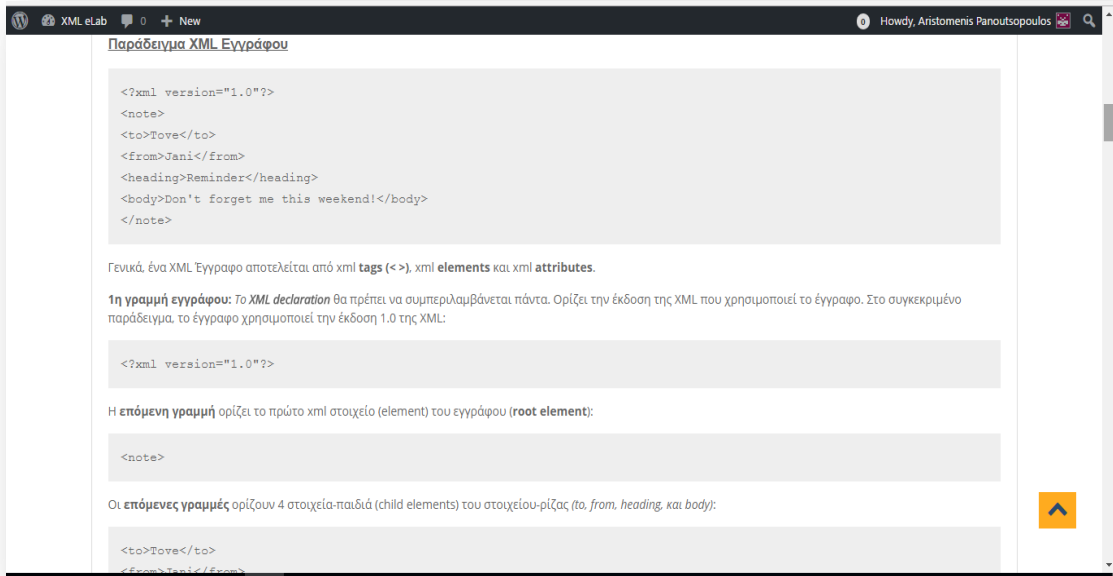 XML eLab 0 + New 0 Howdy, Aristomenis Panoutsopoulos
Παράδειγμα XML Εγγράφου
<?xml version="1.0"?>
<note>
<to>Tove</to>
<from>Jani</from>
<heading>Reminder</heading>
<body>Don't forget me this weekend!</body>
</note>
Γενικά, ένα XML Έγγραφο αποτελείται από xml tags (< >), xml elements και xml attributes.
1η γραμμή εγγράφου: Το XML declaration θα πρέπει να συμπεριλαμβάνεται πάντα. Ορίζει την έκδοση της XML που χρησιμοποιεί το έγγραφο. Στο συγκεκριμένο
παράδειγμα, το έγγραφο χρησιμοποιεί την έκδοση 1.0 της XML:
<?xml version="1.0"?>
Η επόμενη γραμμή ορίζει το πρώτο xml στοιχείο (element) του εγγράφου (root element):
<note>
Οι επόμενες γραμμές ορίζουν 4 στοιχεία-παιδιά (child elements) του στοιχείου-ρίζας (to, from, heading, και body):
<to>Tove</to>
<from>Jani</from>